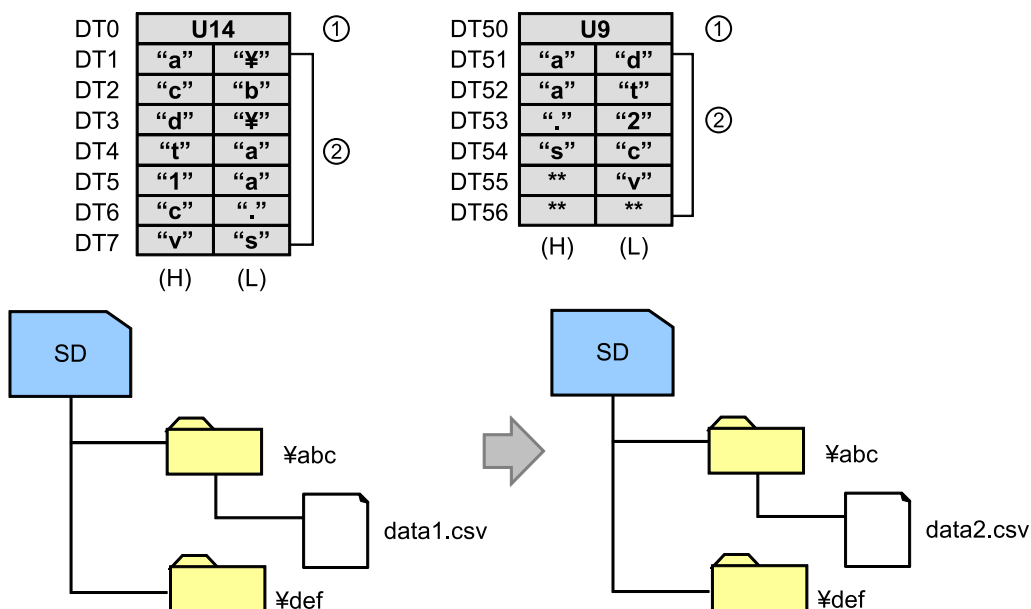 DT0 U14 ① DT50 U9 ①
DT1 “a” “¥” DT51 “a” “d”
DT2 “c” “b” DT52 “a” “t”
DT3 “d” “¥” DT53 “.” “2” ②
DT4 “t” “a” ② DT54 “s” “c”
DT5 “1” “a” DT55 ** “v”
DT6 “c” “.” DT56 ** **
DT7 “v” “s” (H) (L)
(H) (L)
SD SD
¥abc ¥abc
data1.csv data2.csv
¥def ¥def